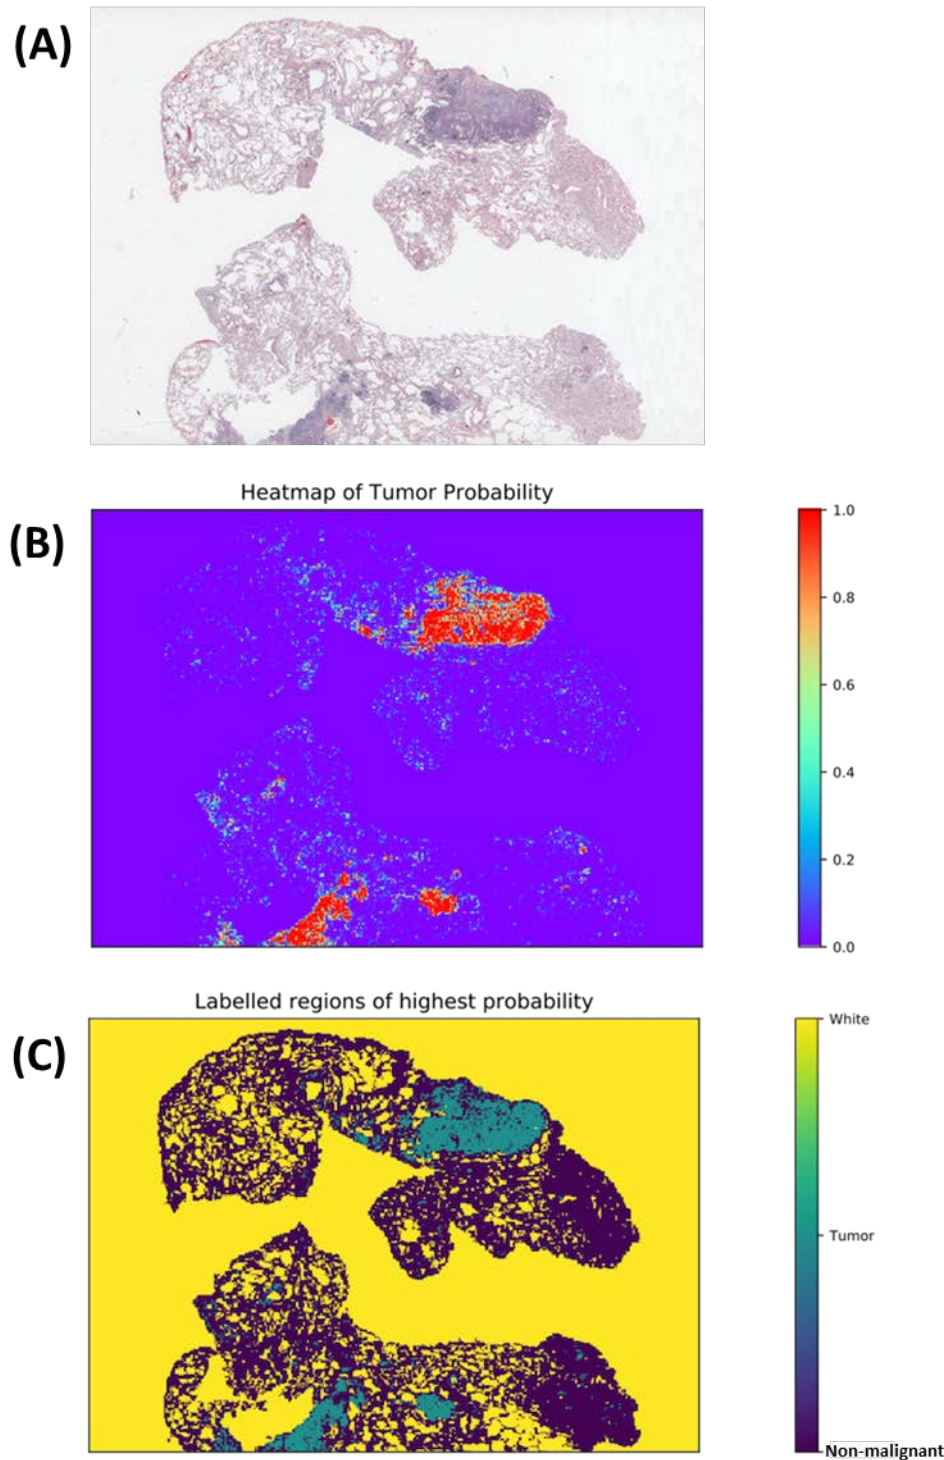 (A)
Heatmap of Tumor Probability
(B)
1.0
0.8
0.6
0.4
0.2
0.0
Labelled regions of highest probability
(C)
White
Tumor
Non-malignant